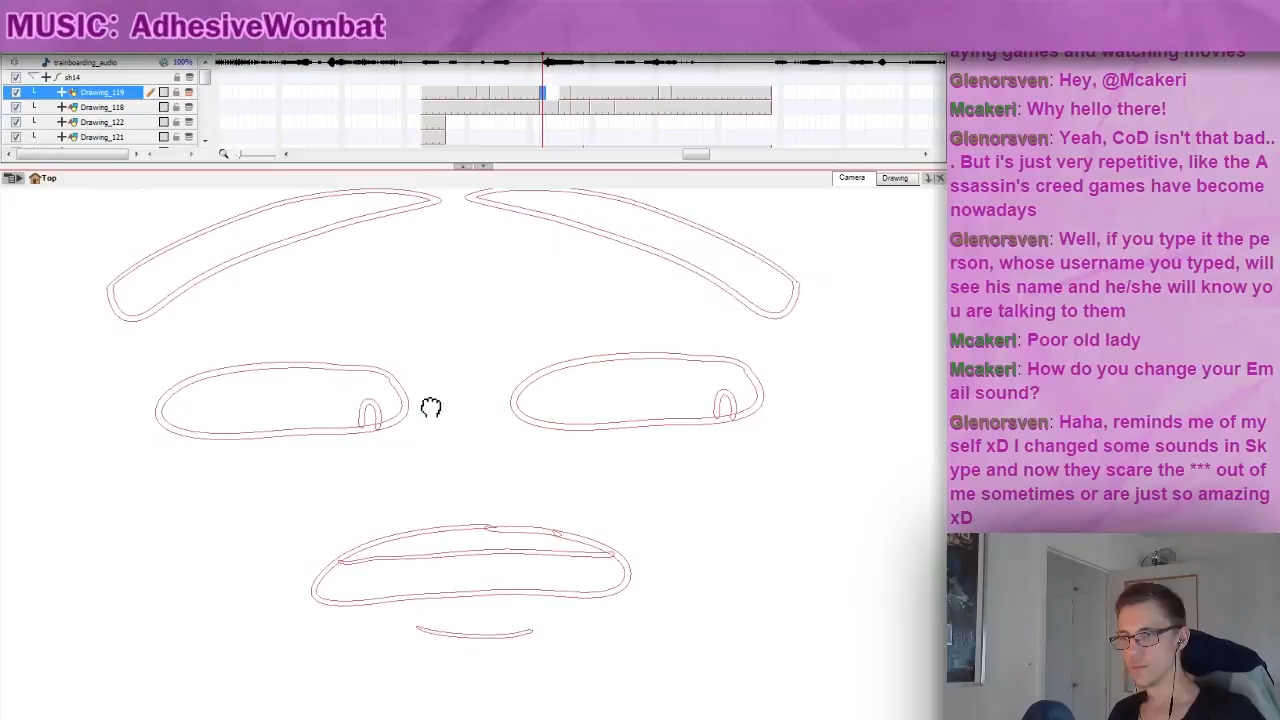 MUSIC: AdhesiveWombat
trainboarding_audio 100%
sh14
Drawing_119
Drawing_118
Drawing_122
Drawing_121
Top
Camera Drawing
aying games and watching movies
Glenorsven: Hey, @Mcakeri
Mcakeri: Why hello there!
Glenorsven: Yeah, CoD isn't that bad..
. But i's just very repetitive, like the A
ssassin's creed games have become
nowadays
Glenorsven: Well, if you type it the pe
rson, whose username you typed, will
see his name and he/she will know yo
u are talking to them
Mcakeri: Poor old lady
Mcakeri: How do you change your Em
ail sound?
Glenorsven: Haha, reminds me of my
self xD I changed some sounds in Sk
ype and now they scare the *** out of
me sometimes or are just so amazing
xD